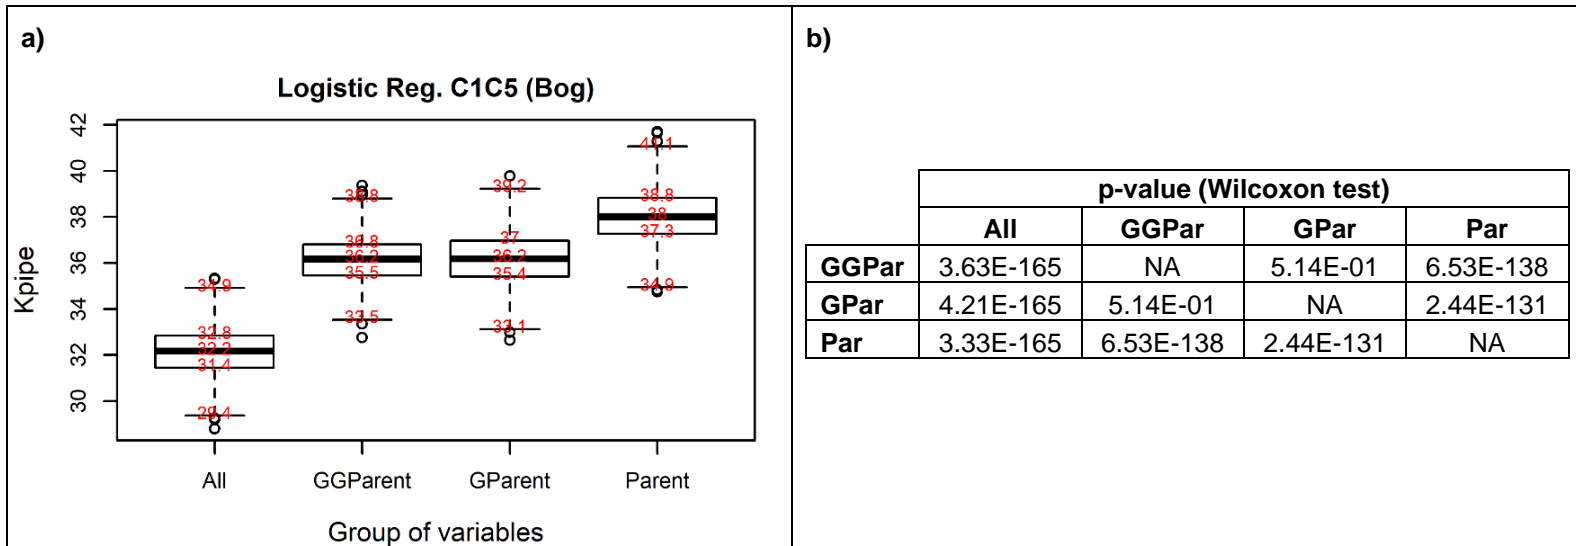 a)
Logistic Reg. C1C5 (Bog)
Kpipe
42
40
38
36
34
32
30
34.9
32.8
32.2
31.4
29.4
38.8
36.8
36.2
35.5
33.5
39.2
37
36.2
35.4
33.1
41.1
38.8
38
37.3
34.9
All GGParent GParent Parent
Group of variables
b)
p-value (Wilcoxon test)
All GGPar GPar Par
GGPar 3.63E-165 NA 5.14E-01 6.53E-138
GPar 4.21E-165 5.14E-01 NA 2.44E-131
Par 3.33E-165 6.53E-138 2.44E-131 NA